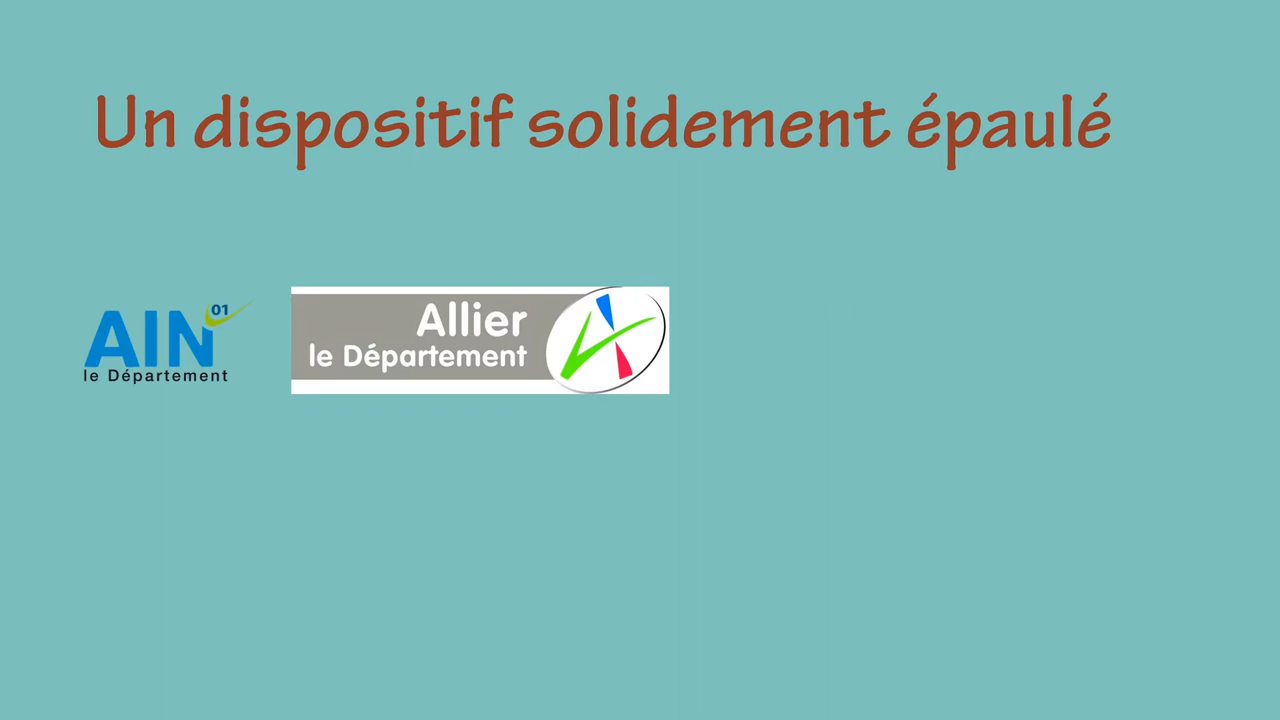 Un dispositif solidement épaulé
AIN 01
le Département
Allier
le Département